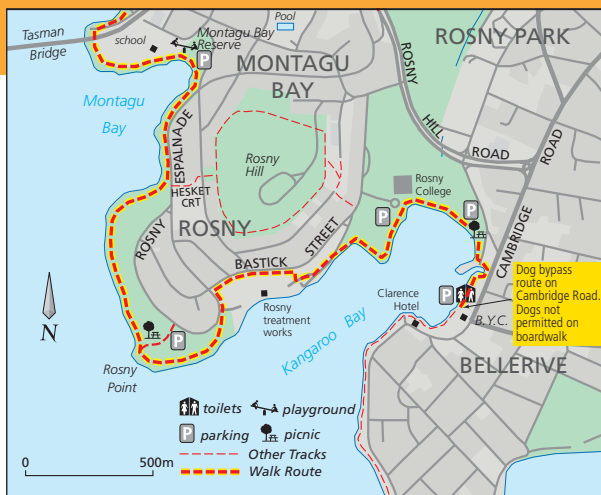 Tasman
Bridge
school
Pool
Montagu Bay
Reserve
P
ROSNY PARK
MONTAGU
BAY
Montagu
Bay
ROSNY
HILL
ROAD
ROAD
CAMBRIDGE
ESPALNADE
ROSNY
HESKET
CRT
Rosny
Hill
Rosny
College
P
P
ROSNY
BASTICK
STREET
Rosny
treatment
works
Clarence
Hotel
P
B.Y.C.
Dog bypass
route on
Cambridge Road.
Dogs not
permitted on
boardwalk
N
P
Rosny
Point
Kangaroo Bay
BELLERIVE
toilets
playground
P
parking
picnic
Other Tracks
Walk Route
0
500m